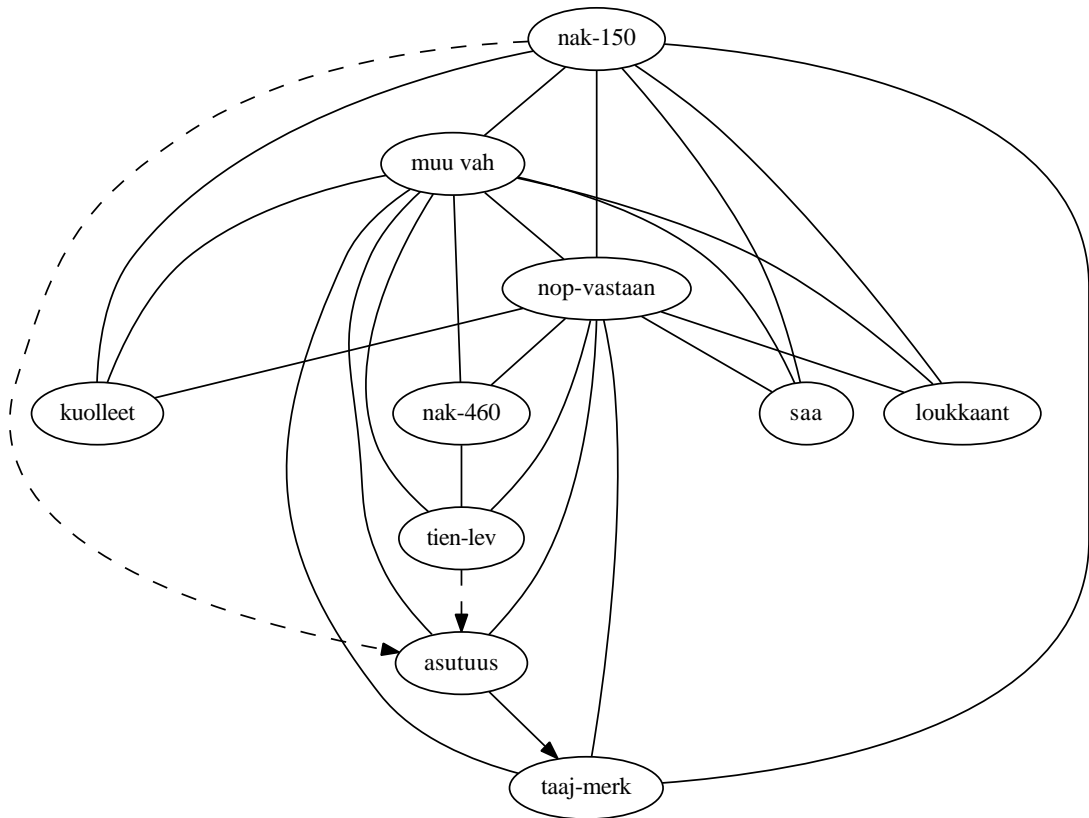 nak-150
muu vah
nop-vastaan
kuolleet
nak-460
saa
loukkaant
tien-lev
asutuus
taaj-merk